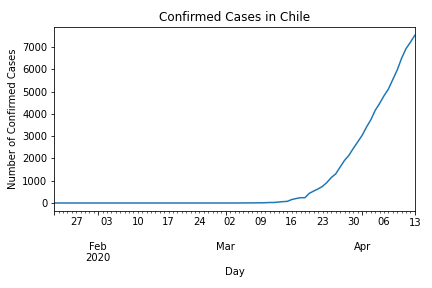 Confirmed Cases in Chile
Number of Confirmed Cases
7000
6000
5000
4000
3000
2000
1000
0
27 03 10 17 24 02 09 16 23 30 06 13
Feb Mar Apr
2020
Day